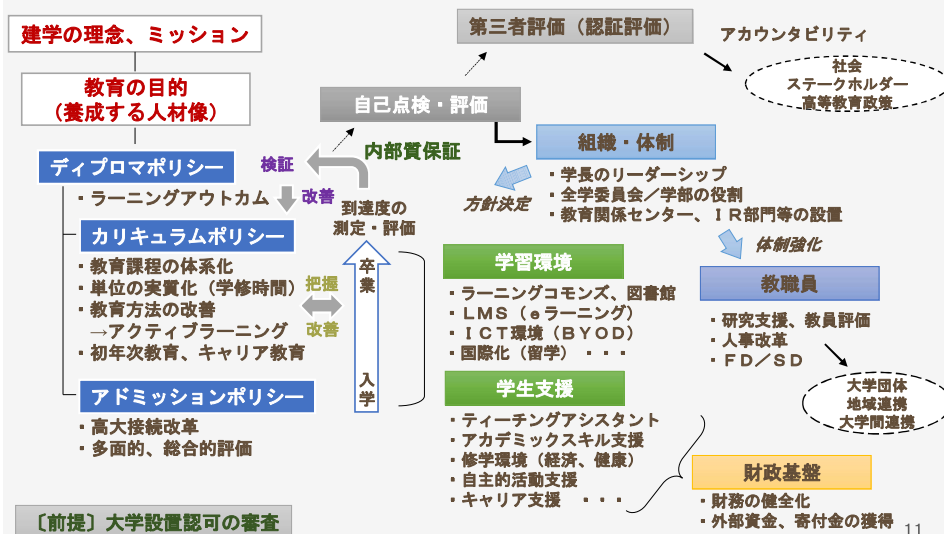 建学の理念、ミッション
教育の目的
(養成する人材像)
ディプロマポリシー
・ラーニングアウトカム
カリキュラムポリシー
・教育課程の体系化
・単位の実質化(学修時間)
・教育方法の改善
→アクティブラーニング
・初年次教育、キャリア教育
アドミッションポリシー
・高大接続改革
・多面的、総合的評価
〔前提〕大学設置認可の審査
第三者評価(認証評価)
アカウンタビリティ
社会
ステークホルダー
高等教育政策
自己点検・評価
内部質保証
検証
改善
到達度の
測定・評価
卒業
入学
把握
改善
組織・体制
・学長のリーダーシップ
・全学委員会/学部の役割
・教育関係センター、IR部門等の設置
方針決定
体制強化
学習環境
・ラーニングコモンズ、図書館
・LMS(eラーニング)
・ICT環境(BYOD)
・国際化(留学) ・・・
学生支援
・ティーチングアシスタント
・アカデミックスキル支援
・修学環境(経済、健康)
・自主的活動支援
・キャリア支援 ・・・
教職員
・研究支援、教員評価
・人事改革
・FD/SD
大学団体
地域連携
大学間連携
財政基盤
・財務の健全化
・外部資金、寄付金の獲得
11